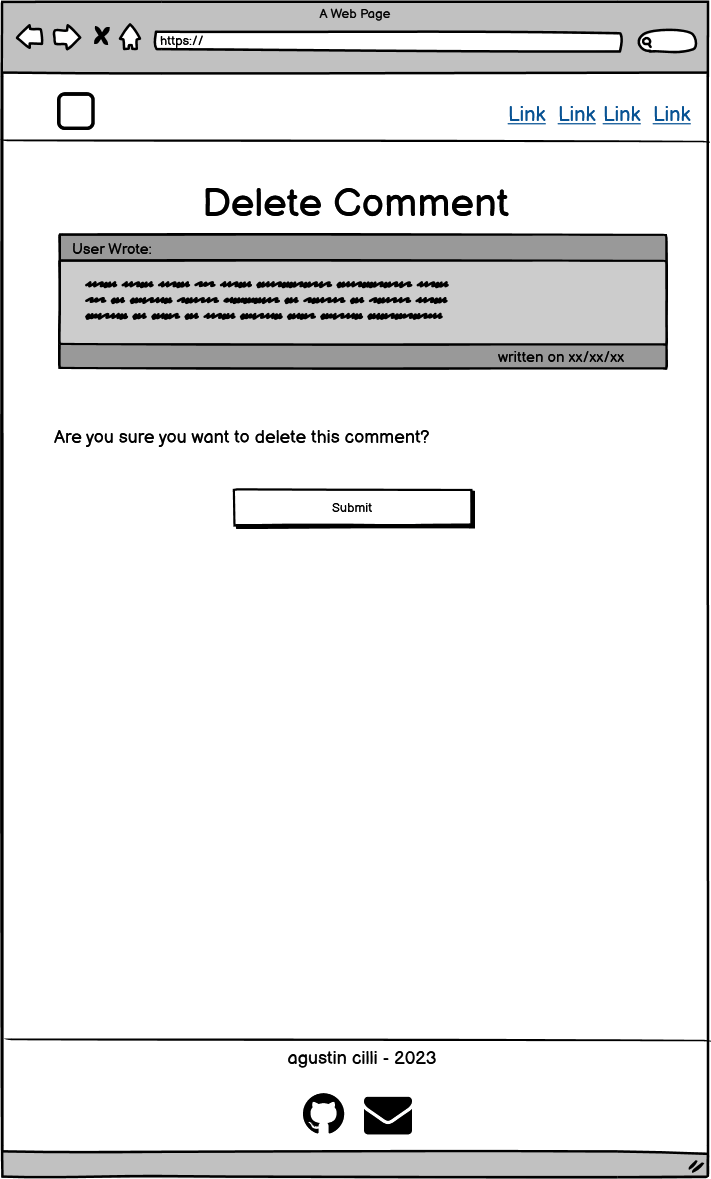 A Web Page
https://
Link Link Link Link
Delete Comment
User Wrote:
written on xx/xx/xx
Are you sure you want to delete this comment?
Submit
agustin cilli - 2023